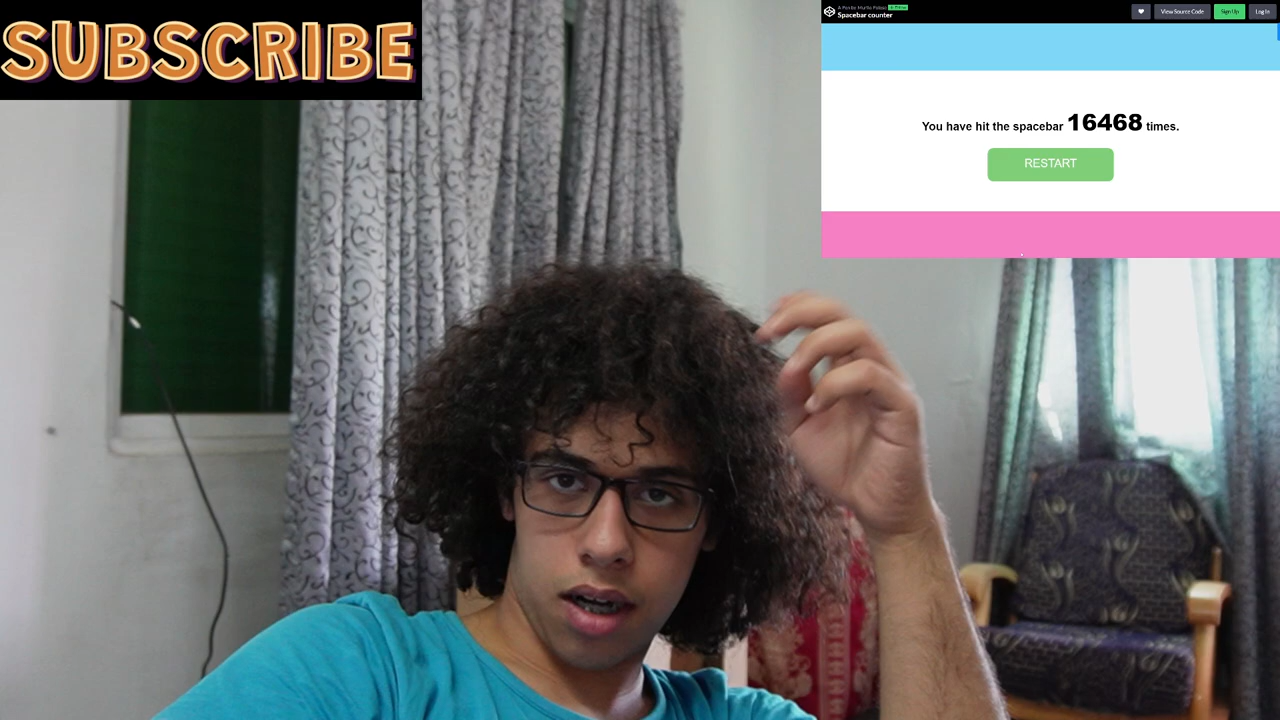 SUBSCRIBE
Spacebar counter
View Source Code
Sign Up
Log In
You have hit the spacebar 16468 times.
RESTART